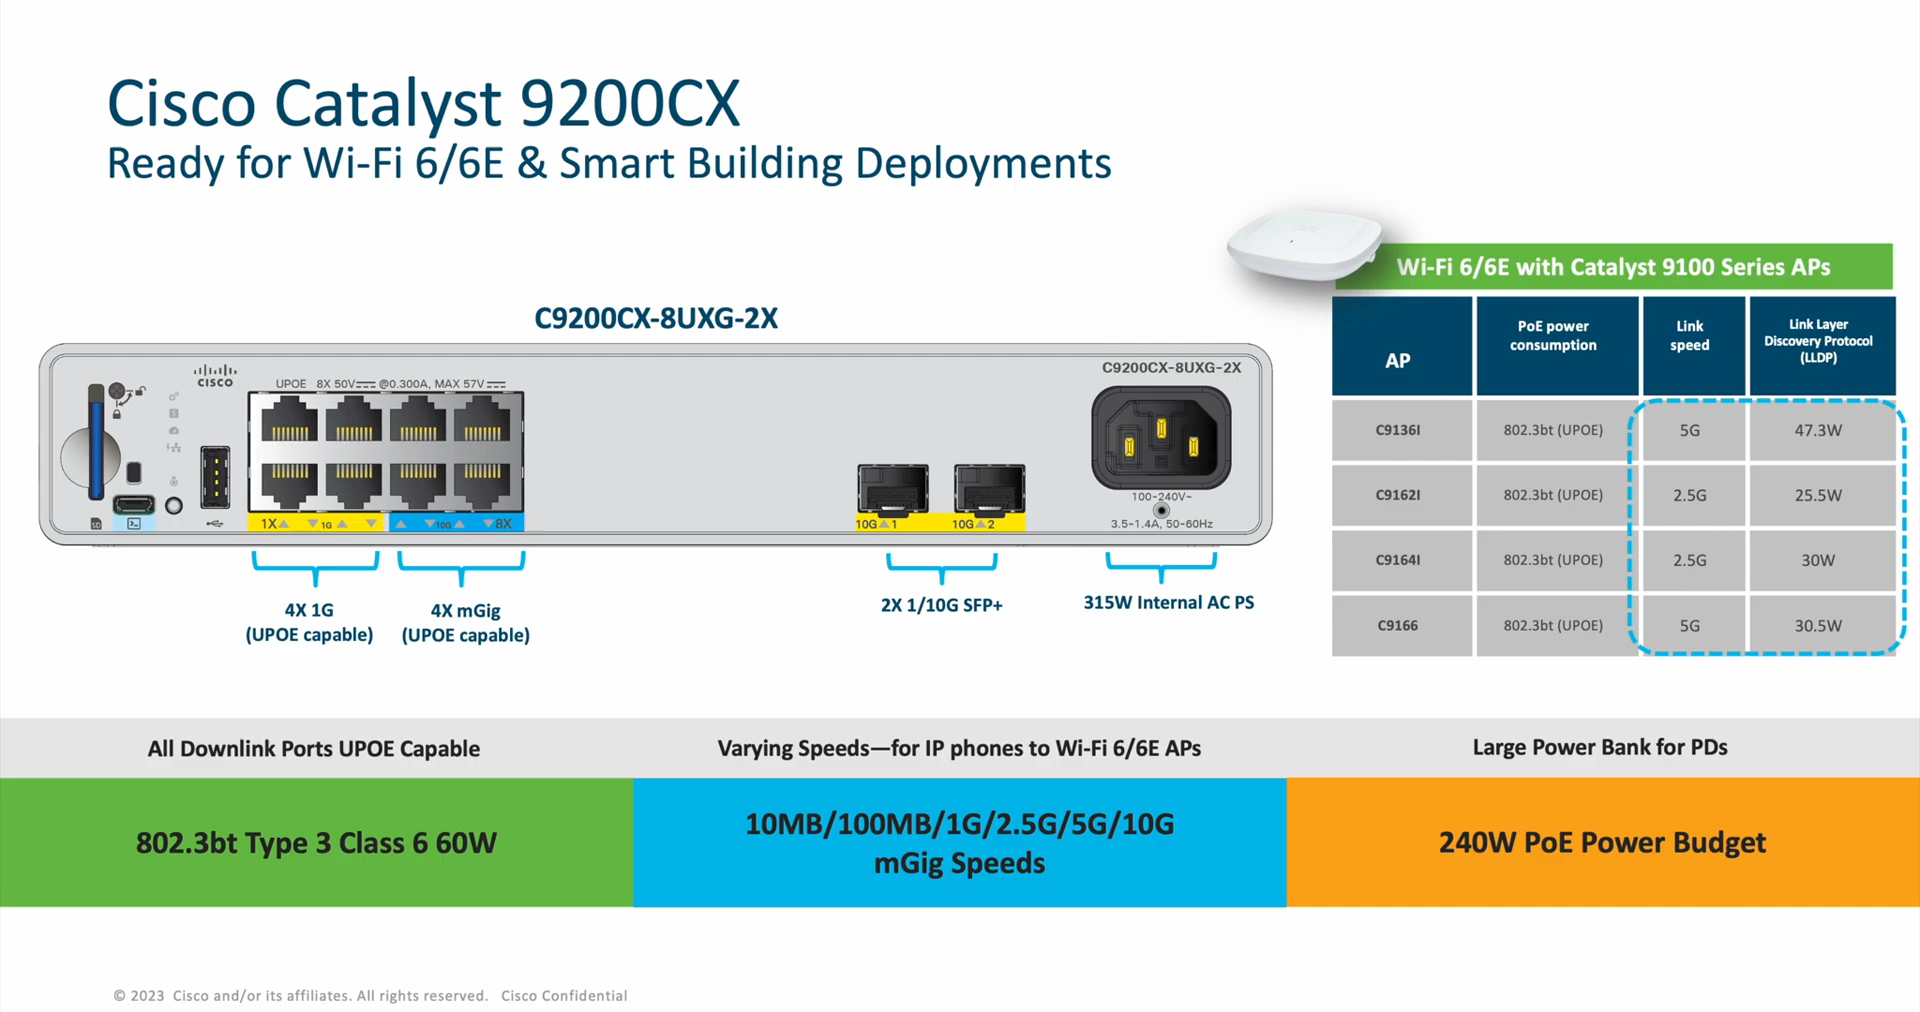 Cisco Catalyst 9200CX
Ready for Wi-Fi 6/6E & Smart Building Deployments
C9200CX-8UXG-2X
CISCO
UPOE 8X 50V @0.300A, MAX 57V
C9200CX-8UXG-2X
SD
1X 1G 10G 8X
10G 1 10G 2
100-240V~
3.5-1.4A, 50-60Hz
4X 1G
(UPOE capable)
4X mGig
(UPOE capable)
2X 1/10G SFP+
315W Internal AC PS
Wi-Fi 6/6E with Catalyst 9100 Series APs
AP
PoE power
consumption
Link
speed
Link Layer
Discovery Protocol
(LLDP)
C9136I 802.3bt (UPOE) 5G 47.3W
C9162I 802.3bt (UPOE) 2.5G 25.5W
C9164I 802.3bt (UPOE) 2.5G 30W
C9166 802.3bt (UPOE) 5G 30.5W
All Downlink Ports UPOE Capable
802.3bt Type 3 Class 6 60W
Varying Speeds—for IP phones to Wi-Fi 6/6E APs
10MB/100MB/1G/2.5G/5G/10G
mGig Speeds
Large Power Bank for PDs
240W PoE Power Budget
© 2023 Cisco and/or its affiliates. All rights reserved. Cisco Confidential